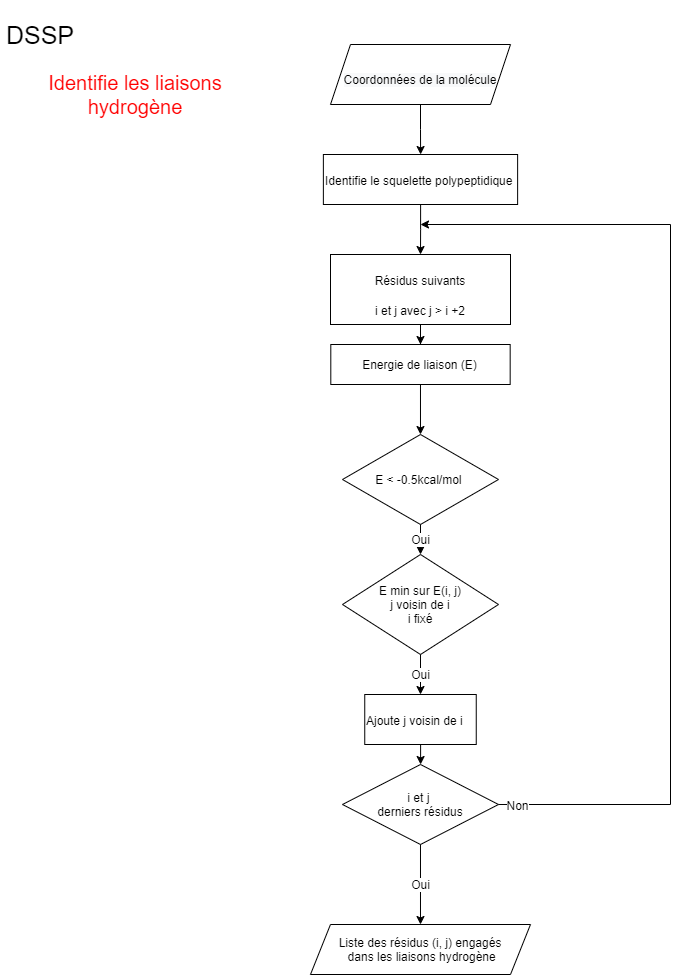 DSSP
Identifie les liaisons
hydrogène
Coordonnées de la molécule
Identifie le squelette polypeptidique
Résidus suivants
i et j avec j > i +2
Energie de liaison (E)
E < -0.5kcal/mol
Oui
E min sur E(i, j)
j voisin de i
i fixé
Oui
Ajoute j voisin de i
i et j
derniers résidus
Non
Oui
Liste des résidus (i, j) engagés
dans les liaisons hydrogène